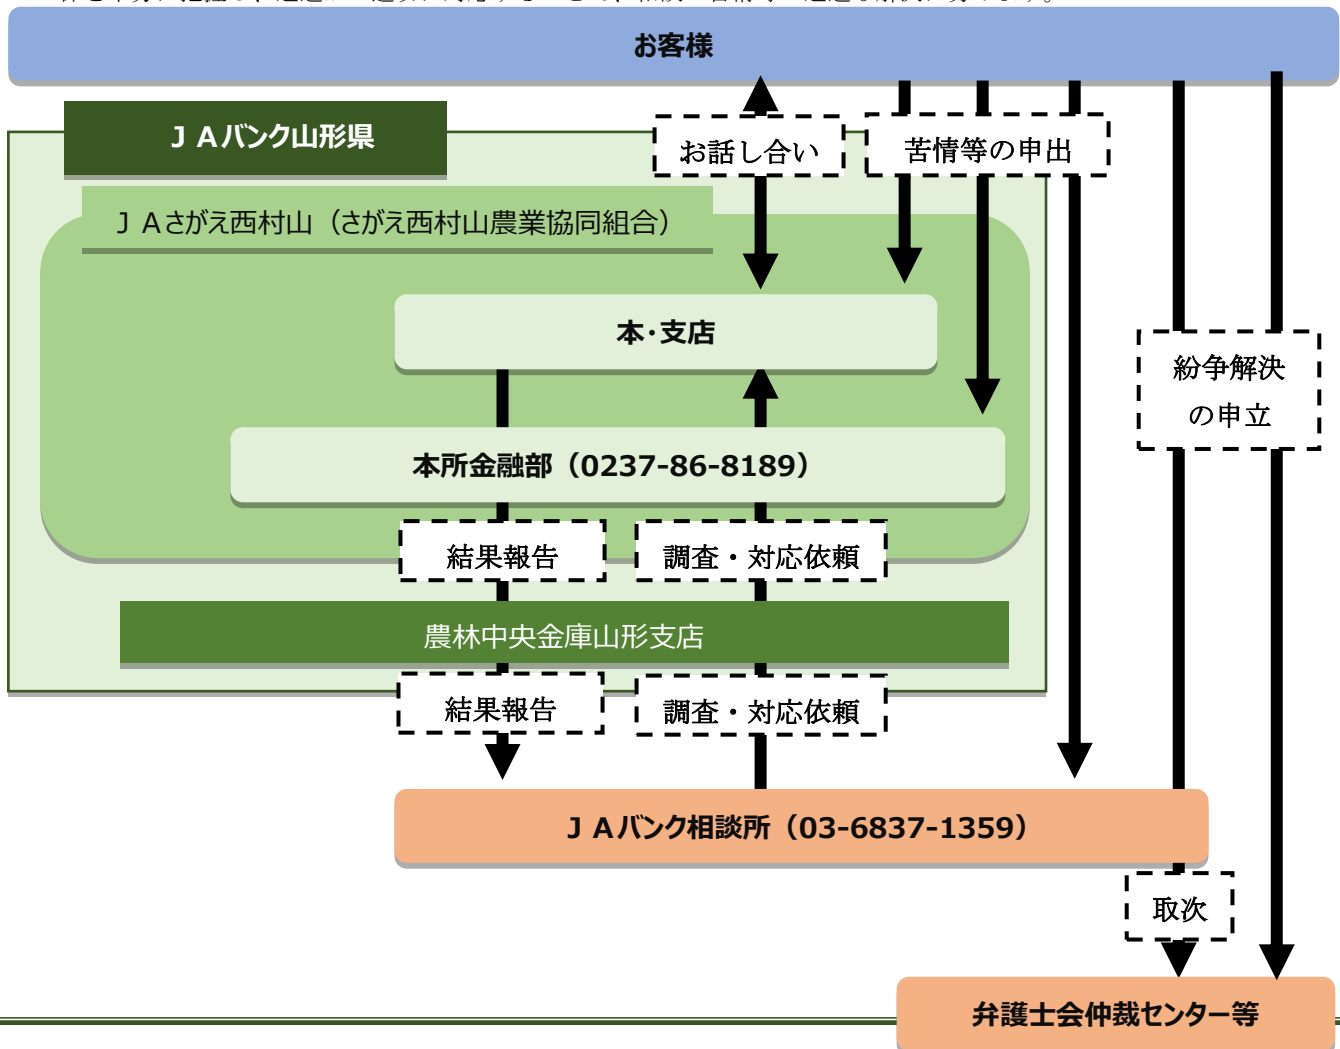 お客様
ＪＡバンク山形県
お話し合い
苦情等の申出
ＪＡさがえ西村山（さがえ西村山農業協同組合）
本・支店
紛争解決
の申立
本所金融部（0237-86-8189）
結果報告
調査・対応依頼
農林中央金庫山形支店
結果報告
調査・対応依頼
ＪＡバンク相談所（03-6837-1359）
取次
弁護士会仲裁センター等